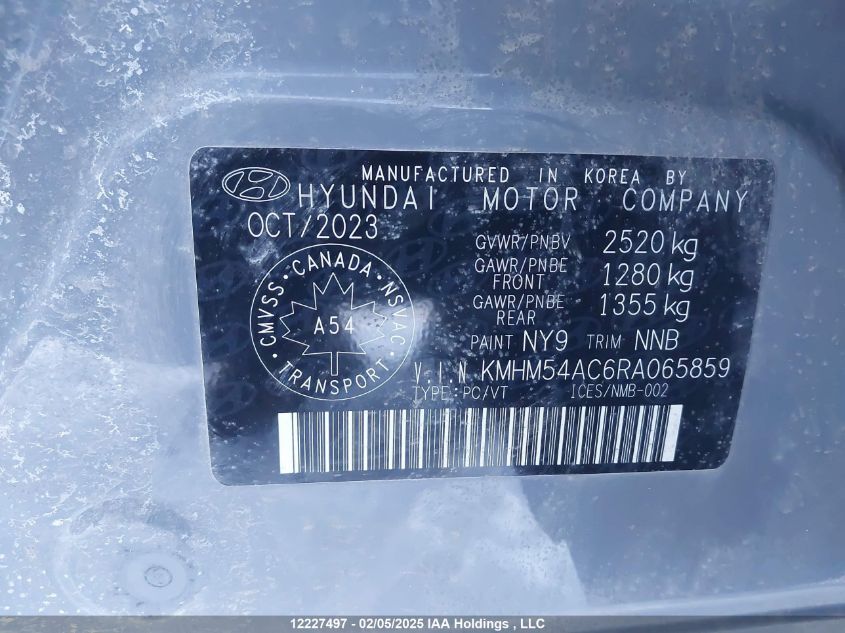 MANUFACTURED IN KOREA BY
HYUNDAI MOTOR COMPANY
OCT/2023
GVWR/PNBV 2520 kg
GAWR/PNBE FRONT 1280 kg
GAWR/PNBE REAR 1355 kg
CANADA
CMVSS · NSVAC
A54
TRANSPORT
PAINT NY9 TRIM NNB
V.I.N KMHM54AC6RA065859
TYPE: PC/VT ICES/NMB-002
12227497 - 02/05/2025 IAA Holdings , LLC